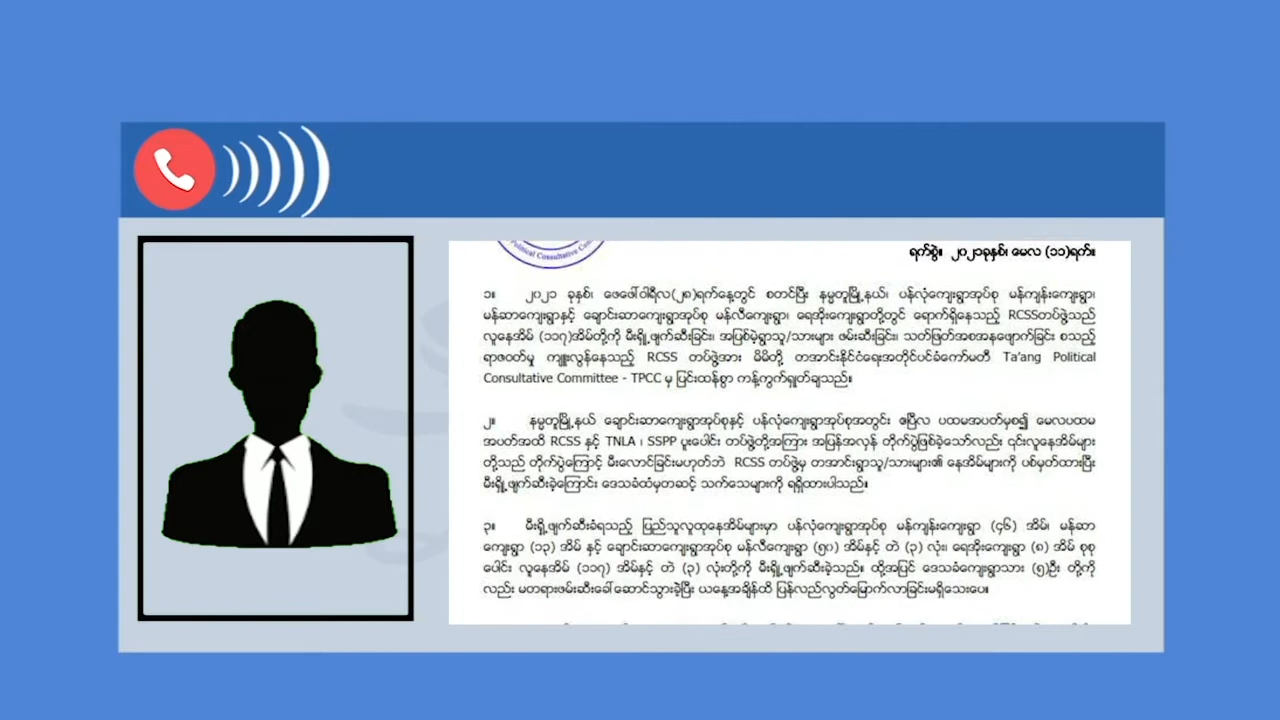 Political Consultative Com
ရက်စွဲ။ ၂၀၂၁ခုနှစ်၊ မေလ (၁၁)ရက်။
၁။ ၂၀၂၁ ခုနှစ်၊ ဖေဖေါ်ဝါရီလ(၂၈)ရက်နေ့တွင် စတင်ပြီး နမ္မတူမြို့နယ်၊ ပန်လုံကျေးရွာအုပ်စု မန်ကျန်းကျေးရွာ၊
မန်ဆာကျေးရွာနှင့် ချောင်းဆာကျေးရွာအုပ်စု မန်လီကျေးရွာ၊ ရေအိုးကျေးရွာတို့တွင် ရောက်ရှိနေသည့် RCSSတပ်ဖွဲ့သည်
လူနေအိမ် (၁၁၇)အိမ်တို့ကို မီးရှို့ဖျက်ဆီးခြင်း၊ အပြစ်မဲ့ရွာသူ/သားများ ဖမ်းဆီးခြင်း၊ သတ်ဖြတ်အစအနဖျောက်ခြင်း စသည့်
ရာဇဝတ်မှု ကျူးလွန်နေသည့် RCSS တပ်ဖွဲ့အား မိမိတို့ တအာင်းနိုင်ငံရေးအတိုင်ပင်ခံကော်မတီ Ta'ang Political
Consultative Committee - TPCC မှ ပြင်းထန်စွာ ကန့်ကွက်ရှုတ်ချသည်။
၂။ နမ္မတူမြို့နယ် ချောင်းဆာကျေးရွာအုပ်စုနှင့် ပန်လုံကျေးရွာအုပ်စုအတွင်း ဧပြီလ ပထမအပတ်မှစ၍ မေလပထမ
အပတ်အထိ RCSS နှင့် TNLA ၊ SSPP ပူးပေါင်း တပ်ဖွဲ့တို့အကြား အပြန်အလှန် တိုက်ပွဲဖြစ်ခဲ့သော်လည်း ၎င်းလူနေအိမ်များ
တို့သည် တိုက်ပွဲကြောင့် မီးလောင်ခြင်းမဟုတ်ဘဲ RCSS တပ်ဖွဲ့မှ တအာင်းရွာသူ/သားများ၏ နေအိမ်များကို ပစ်မှတ်ထားပြီး
မီးရှို့ဖျက်ဆီးခဲ့ကြောင်း ဒေသခံထံမှတဆင့် သက်သေများကို ရရှိထားပါသည်။
၃။ မီးရှို့ဖျက်ဆီးခံရသည့် ပြည်သူလူထုနေအိမ်များမှာ ပန်လုံကျေးရွာအုပ်စု မန်ကျန်းကျေးရွာ (၄၆) အိမ်၊ မန်ဆာ
ကျေးရွာ (၁၃) အိမ် နှင့် ချောင်းဆာကျေးရွာအုပ်စု မန်လီကျေးရွာ (၅၀) အိမ်နှင့် တဲ (၃) လုံး၊ ရေအိုးကျေးရွာ (၈) အိမ် စုစု
ပေါင်း လူနေအိမ် (၁၁၇) အိမ်နှင့် တဲ (၃) လုံးတို့ကို မီးရှို့ဖျက်ဆီးခဲ့သည်။ ထို့အပြင် ဒေသခံကျေးရွာသား (၅)ဦး တို့ကို
လည်း မတရားဖမ်းဆီးခေါ်ဆောင်သွားခဲ့ပြီး ယနေ့အချိန်ထိ ပြန်လည်လွတ်မြောက်လာခြင်းမရှိသေးပေ။